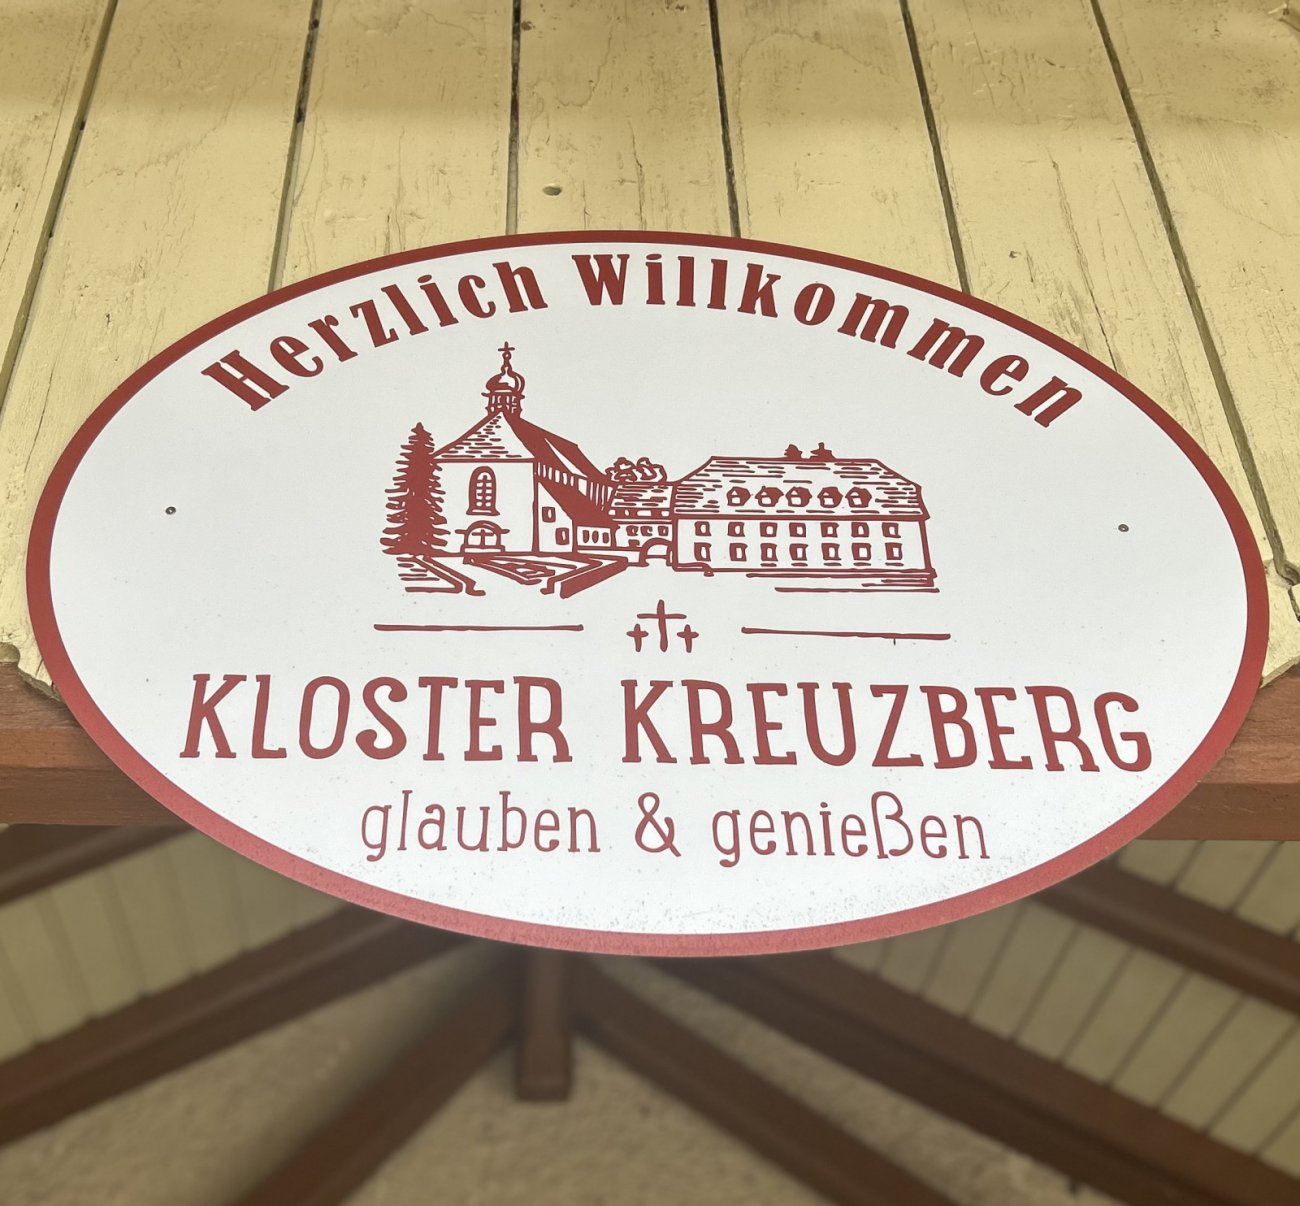 Herzlich Willkommen
KLOSTER KREUZBERG
glauben & genießen